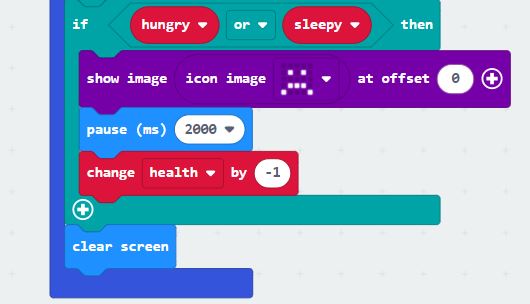 if hungry or sleepy then
show image icon image at offset 0
pause (ms) 2000
change health by -1
clear screen